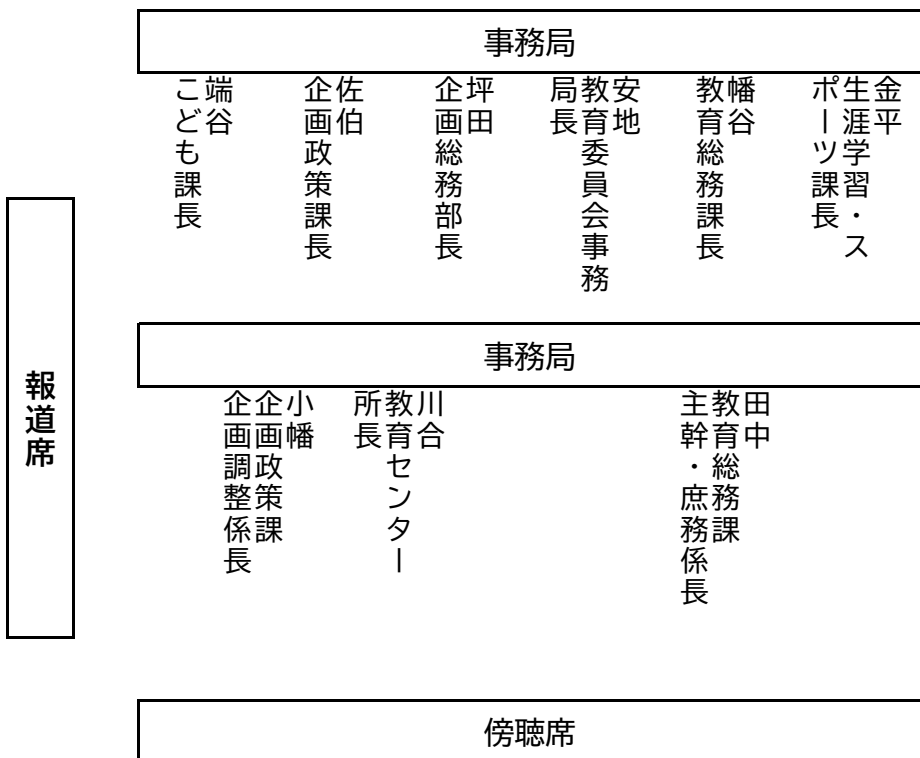 事務局
金平
生涯学習・ス
ポーツ課長
幡谷
教育総務課長
安地
教育委員会事務
局長
坪田
企画総務部長
佐伯
企画政策課長
端谷
こども課長
事務局
田中
教育総務課
主幹・庶務係長
川合
教育センター
所長
小幡
企画政策課
企画調整係長
報道席
傍聴席